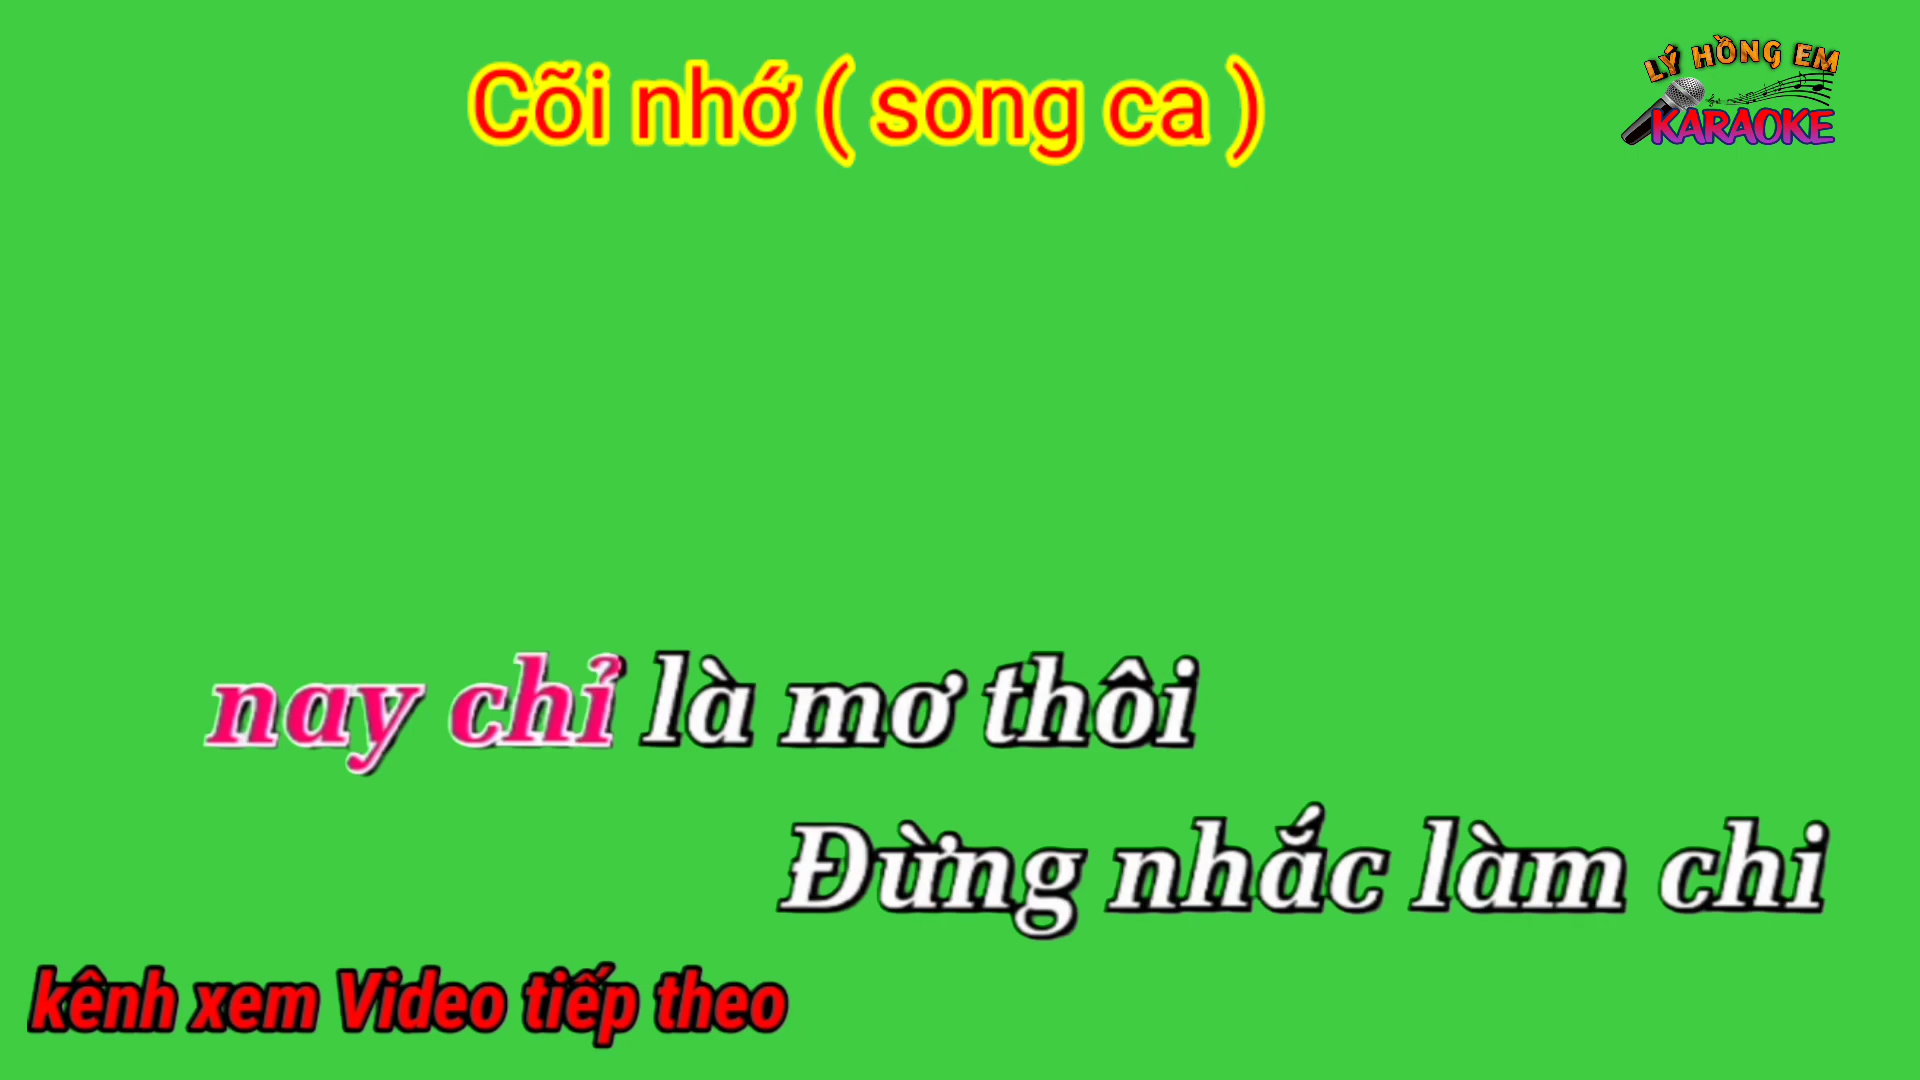 Cõi nhớ ( song ca )
LÝ HỒNG EM
KARAOKE
nay chỉ là mơ thôi
Đừng nhắc làm chi
kênh xem Video tiếp theo